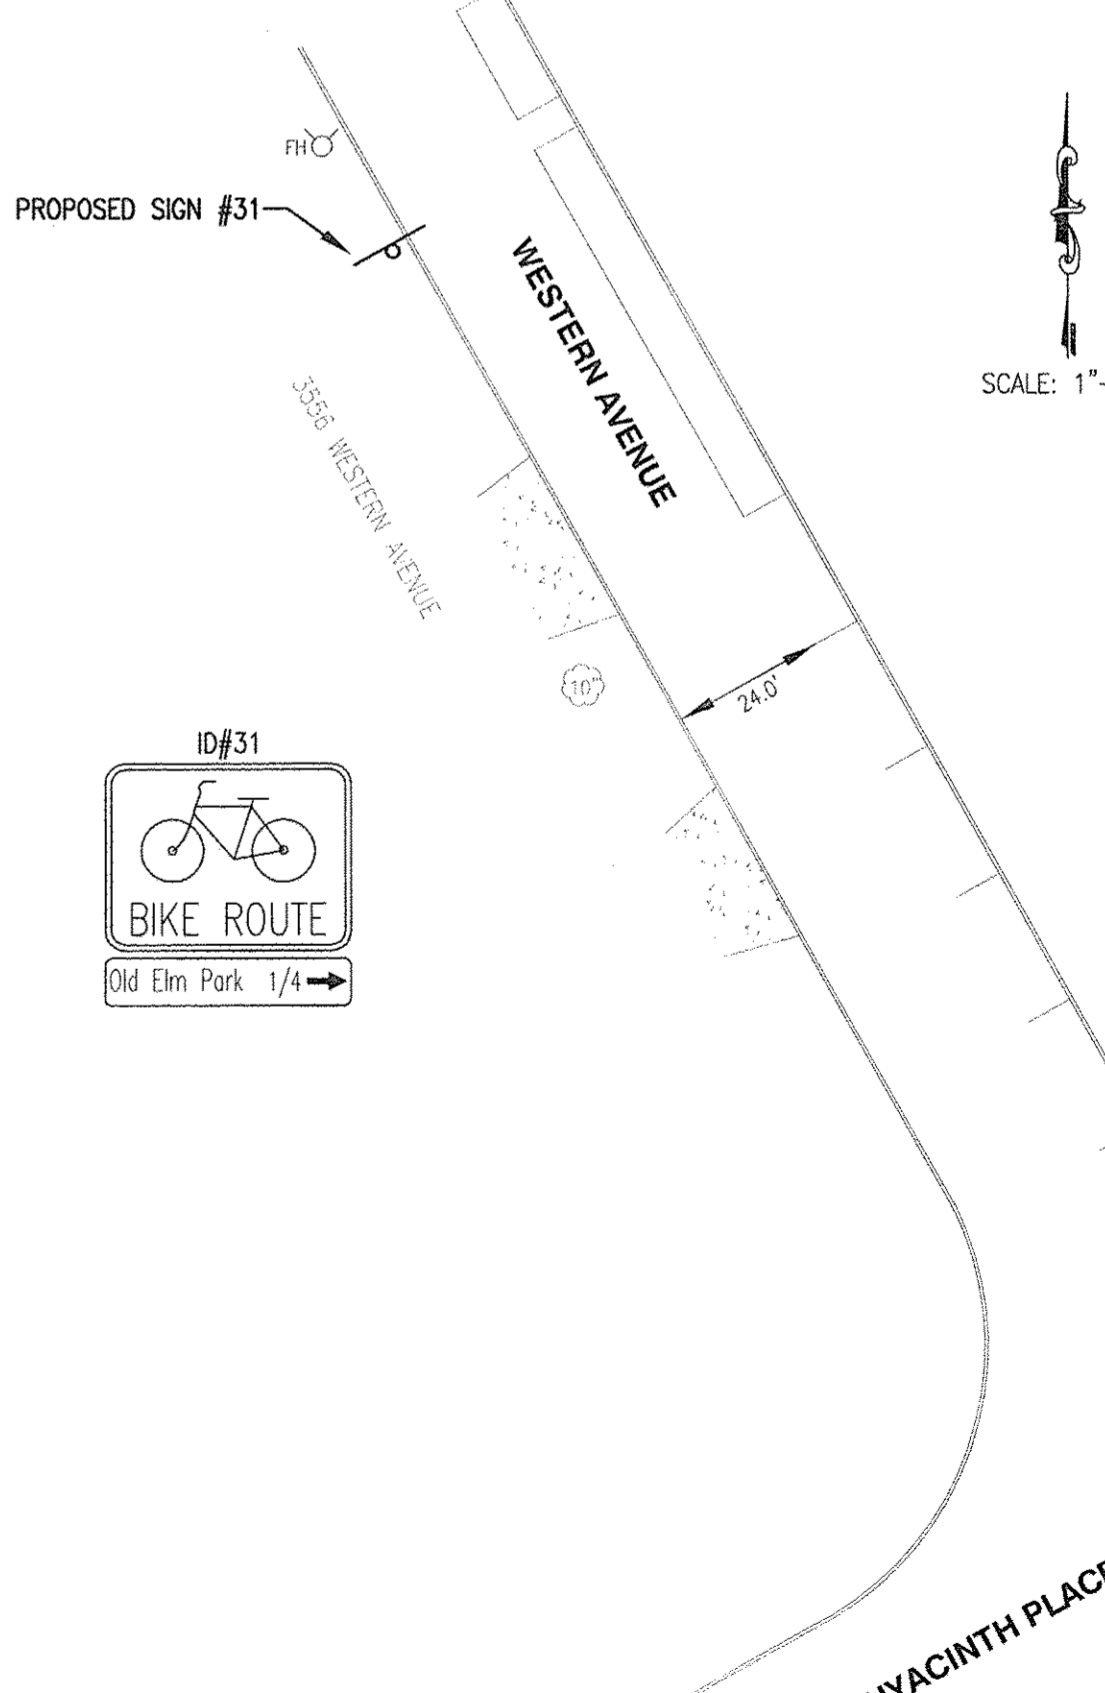 FH
PROPOSED SIGN #31
WESTERN AVENUE
SCALE: 1"-
3556 WESTERN AVENUE
24.0'
10"
ID#31
BIKE ROUTE
Old Elm Park 1/4
HYACINTH PLACE